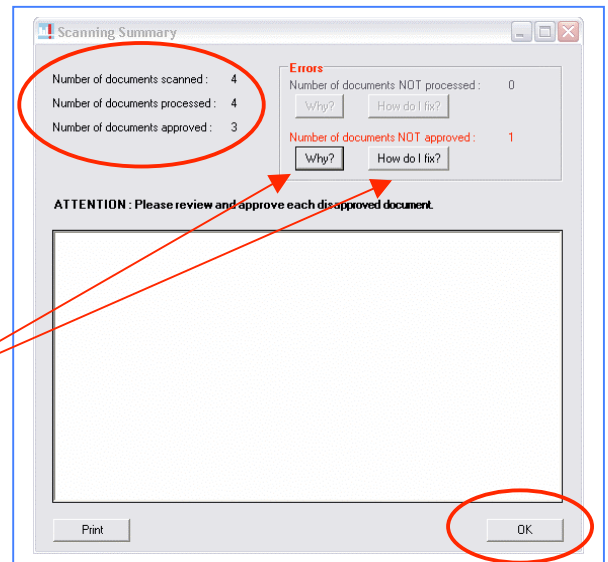 Scanning Summary
Number of documents scanned : 4
Number of documents processed : 4
Number of documents approved : 3
Errors
Number of documents NOT processed : 0
Why? How do I fix?
Number of documents NOT approved : 1
Why? How do I fix?
ATTENTION : Please review and approve each disapproved document.
Print OK